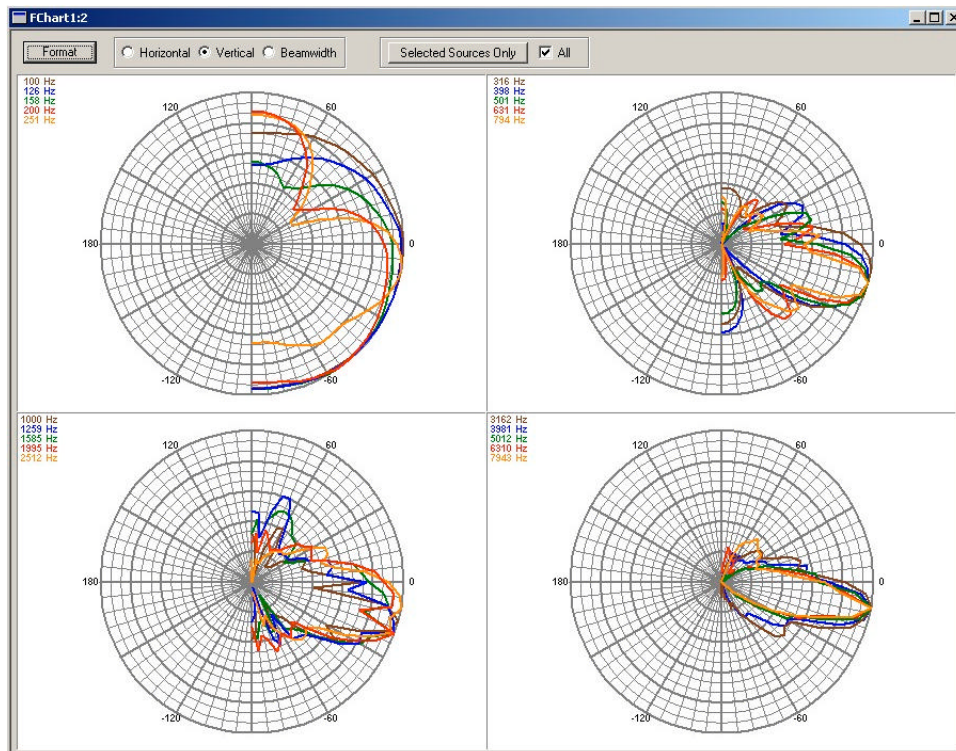 FChart1:2
Format
Horizontal
Vertical
Beamwidth
Selected Sources Only
All
100 Hz
126 Hz
158 Hz
200 Hz
251 Hz
120
60
180
0
-120
-60
316 Hz
398 Hz
501 Hz
631 Hz
794 Hz
120
60
180
0
-120
-60
1000 Hz
1259 Hz
1585 Hz
1995 Hz
2512 Hz
120
60
180
0
-120
-60
3162 Hz
3981 Hz
5012 Hz
6310 Hz
7943 Hz
120
60
180
0
-120
-60